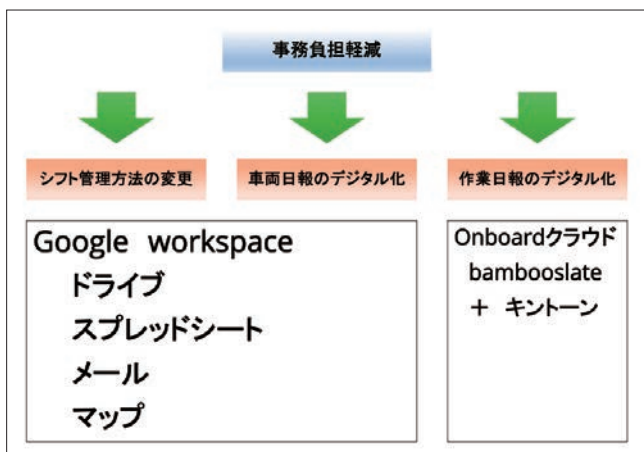 事務負担軽減
シフト管理方法の変更
車両日報のデジタル化
作業日報のデジタル化
Google workspace
ドライブ
スプレッドシート
メール
マップ
Onboardクラウド
bambooslate
＋ キントーン